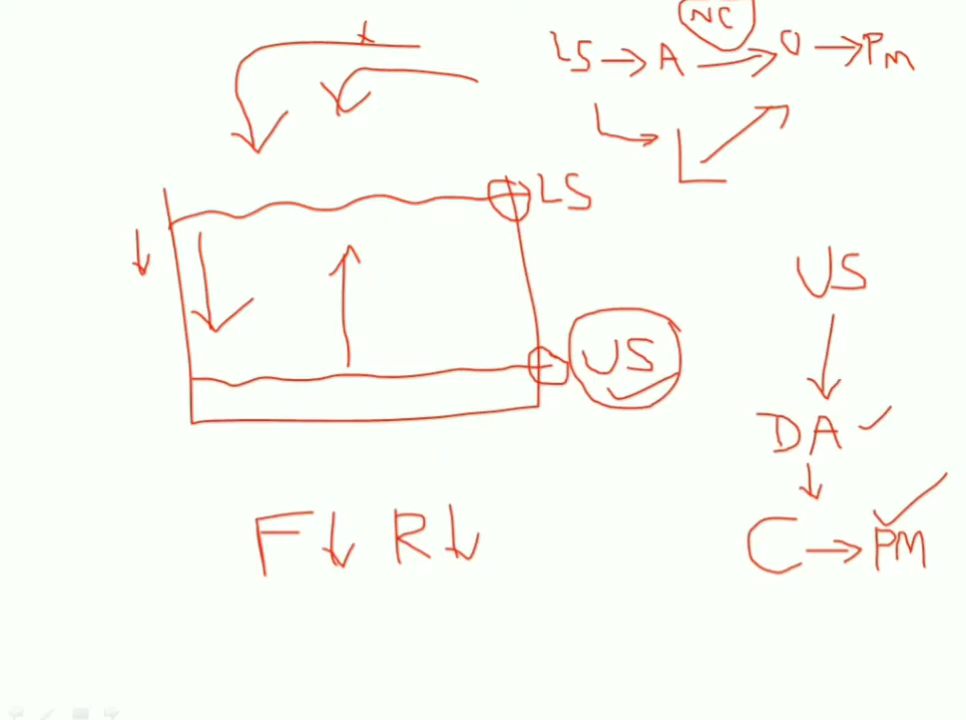 NC
LS → A → O → PM
L
LS
US
US
DA ✓
C → PM
F↓ R↓